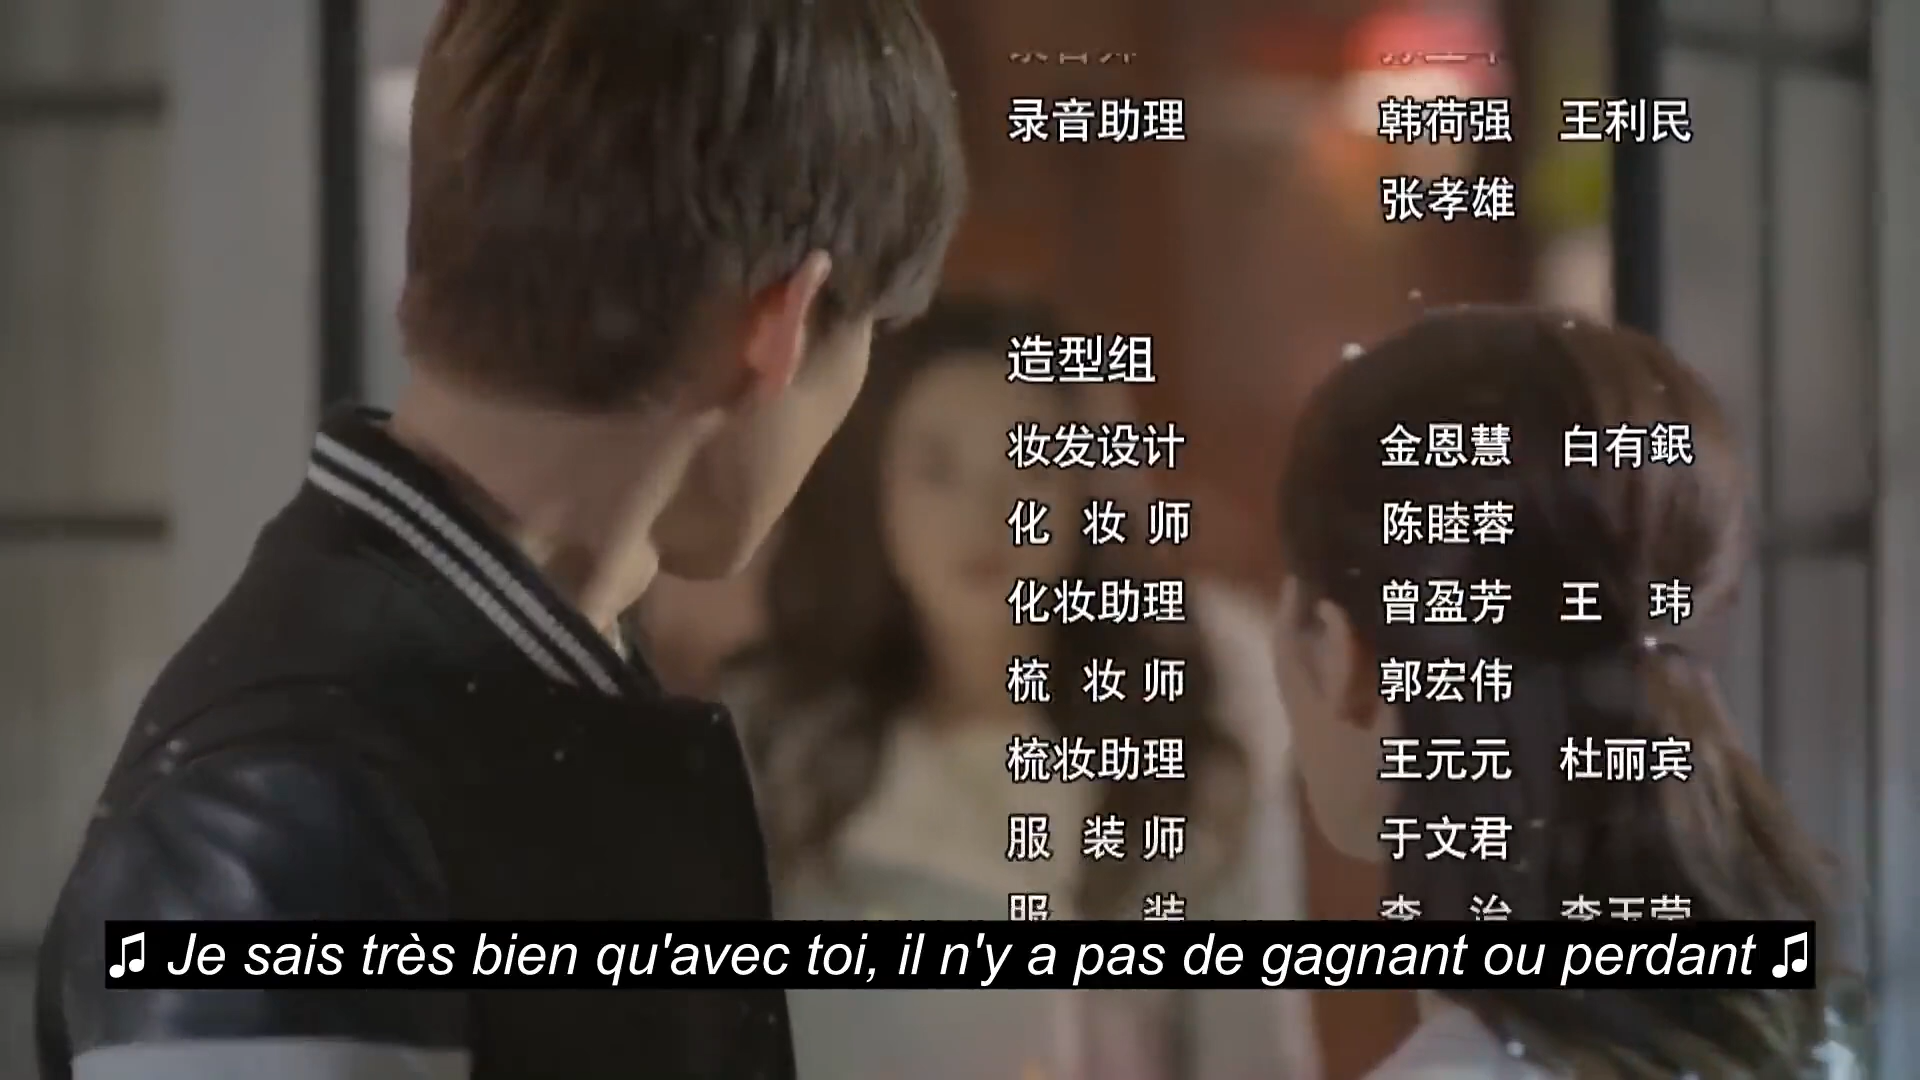 录音助理 韩荷强 王利民
张孝雄
造型组
妆发设计 金恩慧 白有鈱
化妆师 陈睦蓉
化妆助理 曾盈芳 王玮
梳妆师 郭宏伟
梳妆助理 王元元 杜丽宾
服装师 于文君
♫ Je sais très bien qu'avec toi, il n'y a pas de gagnant ou perdant ♫